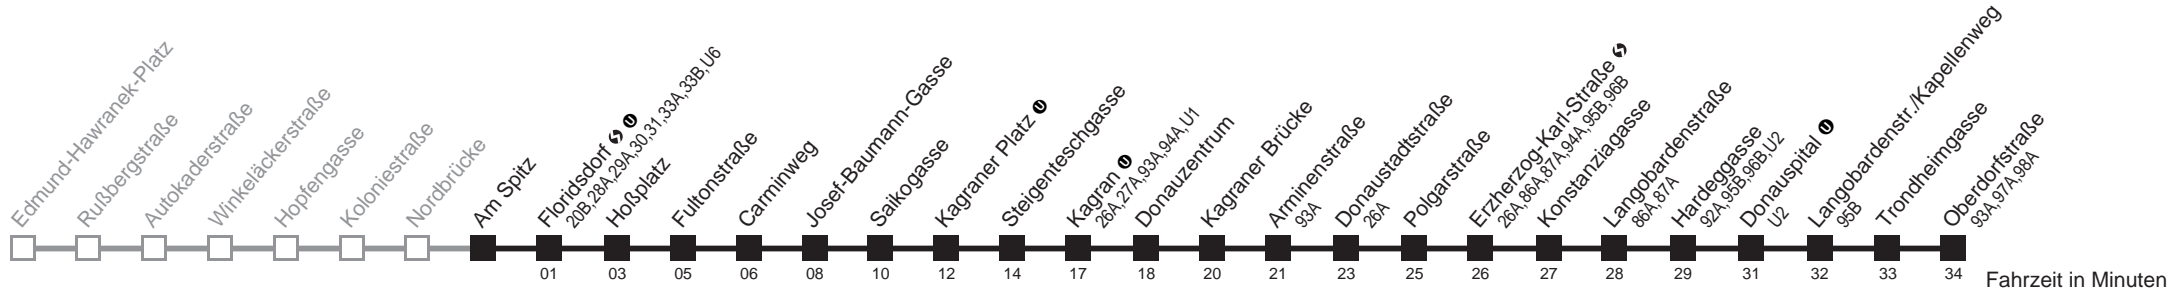 Edmund-Hawranek-Platz
Rußbergstraße
Autokaderstraße
Winkeläckerstraße
Hopfengasse
Koloniestraße
Nordbrücke
Am Spitz
Floridsdorf
20B,28A,29A,30,31,33A,33B,U6
Hoßplatz
Fultonstraße
Carminweg
Josef-Baumann-Gasse
Saikogasse
Kagraner Platz U
Steigenteschgasse
Kagran U
26A,27A,93A,94A,U1
Donauzentrum
Kagraner Brücke
Arminenstraße
93A
Donaustadtstraße
26A
Polgarstraße
Erzherzog-Karl-Straße
26A,86A,87A,94A,95B,96B
Konstanziagasse
Langobardenstraße
86A,87A
Hardeggasse
92A,95B,96B,U2
Donauspital U
U2
Langobardenstr./Kapellenweg
95B
Trondheimgasse
Oberdorfstraße
93A,97A,98A
01 03 05 06 08 10 12 14 17 18 20 21 23 25 26 27 28 29 31 32 33 34 Fahrzeit in Minuten